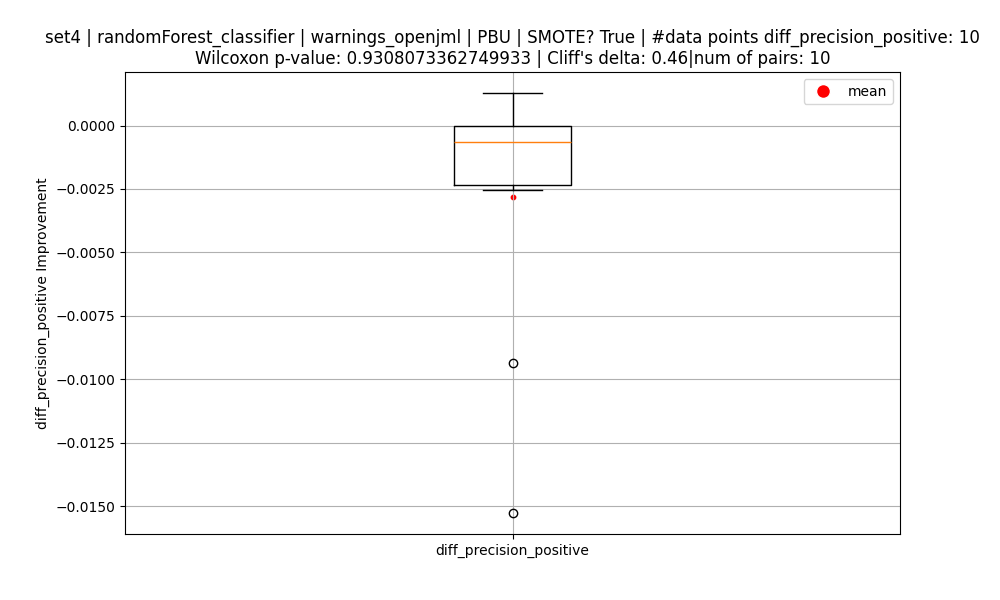 set4 | randomForest_classifier | warnings_openjml | PBU | SMOTE? True | #data points diff_precision_positive: 10
Wilcoxon p-value: 0.9308073362749933 | Cliff's delta: 0.46|num of pairs: 10
mean
0.0000
−0.0025
−0.0050
−0.0075
−0.0100
−0.0125
−0.0150
diff_precision_positive Improvement
diff_precision_positive